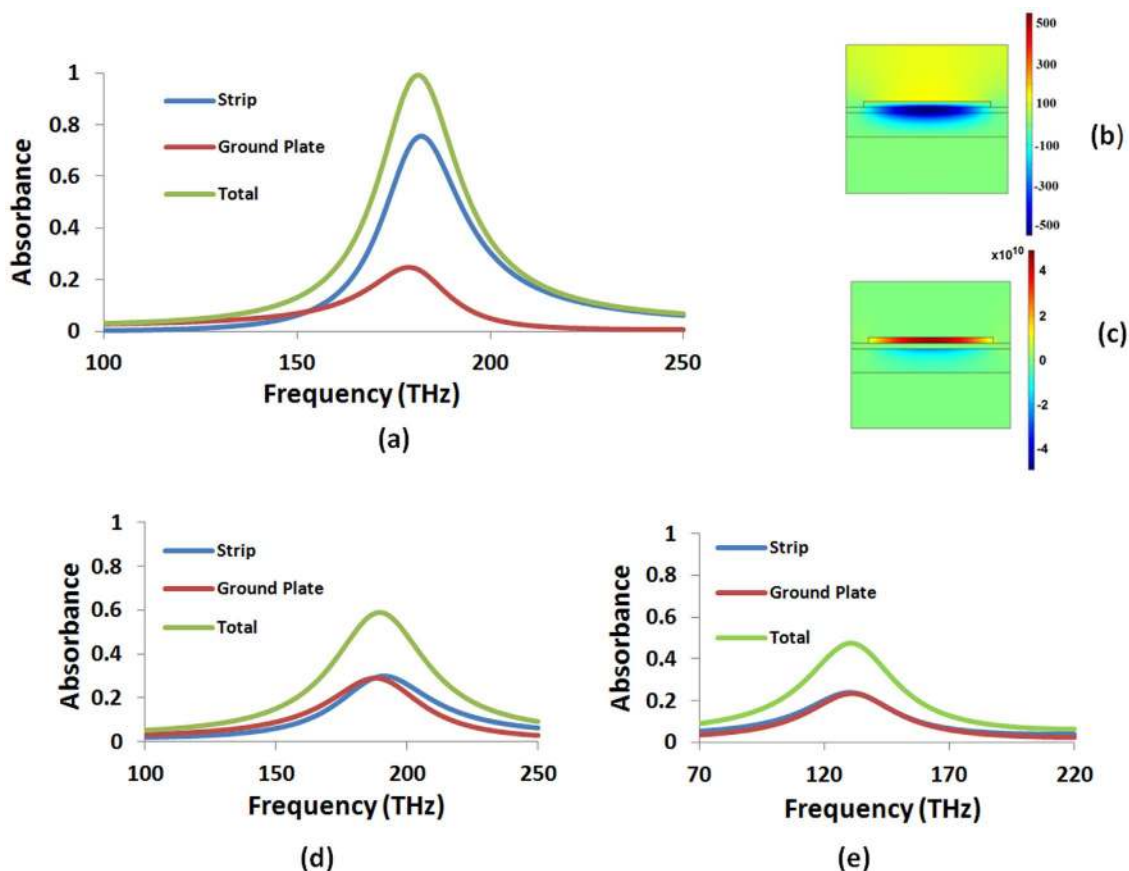 1
0.8
0.6
0.4
0.2
0
Absorbance
Strip
Ground Plate
Total
100
150
200
250
Frequency (THz)
(a)
500
300
100
-100
-300
-500
(b)
x10¹⁰
4
2
0
-2
-4
(c)
1
0.8
0.6
0.4
0.2
0
Absorbance
Strip
Ground Plate
Total
100
150
200
250
Frequency (THz)
(d)
1
0.8
0.6
0.4
0.2
0
Absorbance
Strip
Ground Plate
Total
70
120
170
220
Frequency (THz)
(e)